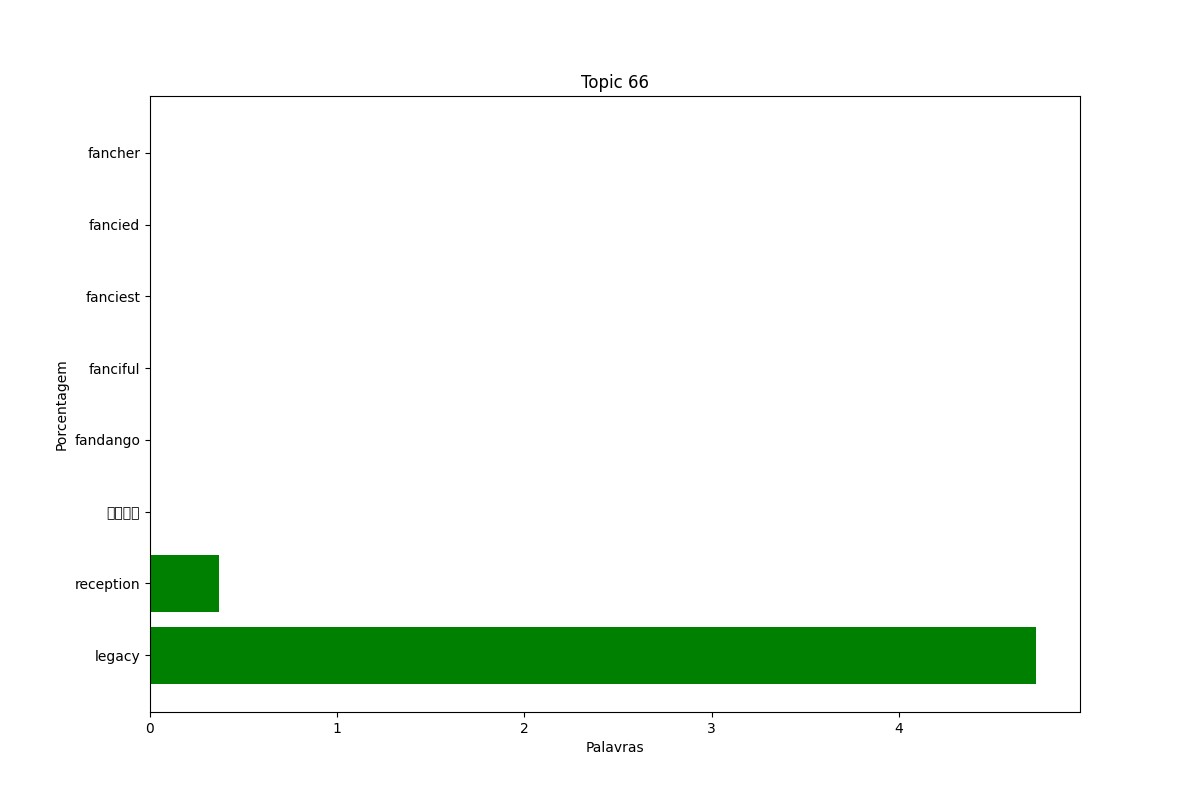 Topic 66
fancher
fancied
fanciest
fanciful
fandango
reception
legacy
Porcentagem
0 1 2 3 4
Palavras